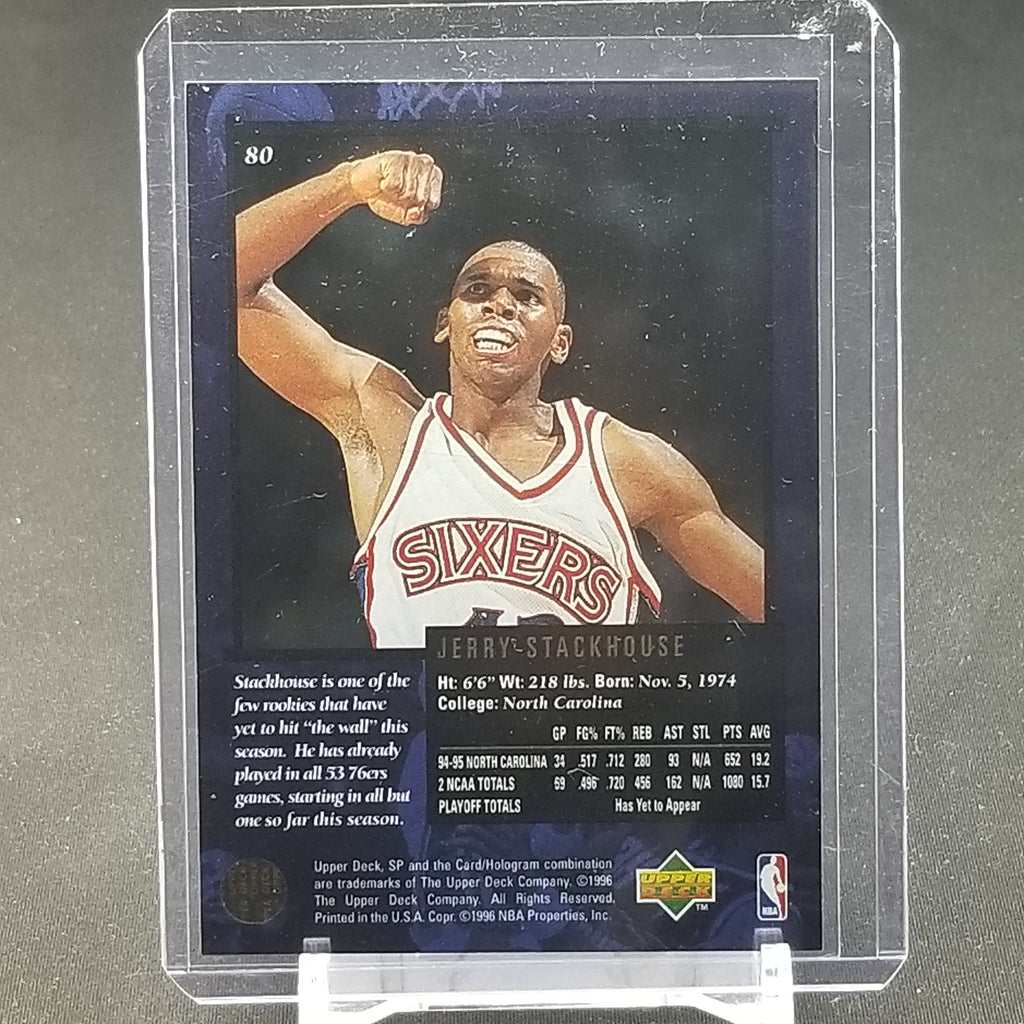 80
SIXERS
JERRY STACKHOUSE
Stackhouse is one of the
few rookies that have
yet to hit "the wall" this
season. He has already
played in all 53 76ers
games, starting in all but
one so far this season.
Ht: 6'6" Wt: 218 lbs. Born: Nov. 5, 1974
College: North Carolina
GP FG% FT% REB AST STL PTS AVG
94-95 NORTH CAROLINA 34 .517 .712 280 93 N/A 652 19.2
2 NCAA TOTALS 69 .496 .720 456 162 N/A 1080 15.7
PLAYOFF TOTALS Has Yet to Appear
Upper Deck, SP and the Card/Hologram combination
are trademarks of The Upper Deck Company. ©1996
The Upper Deck Company. All Rights Reserved.
Printed in the U.S.A. Copr. ©1996 NBA Properties, Inc.
UPPER
DECK
TM
NBA